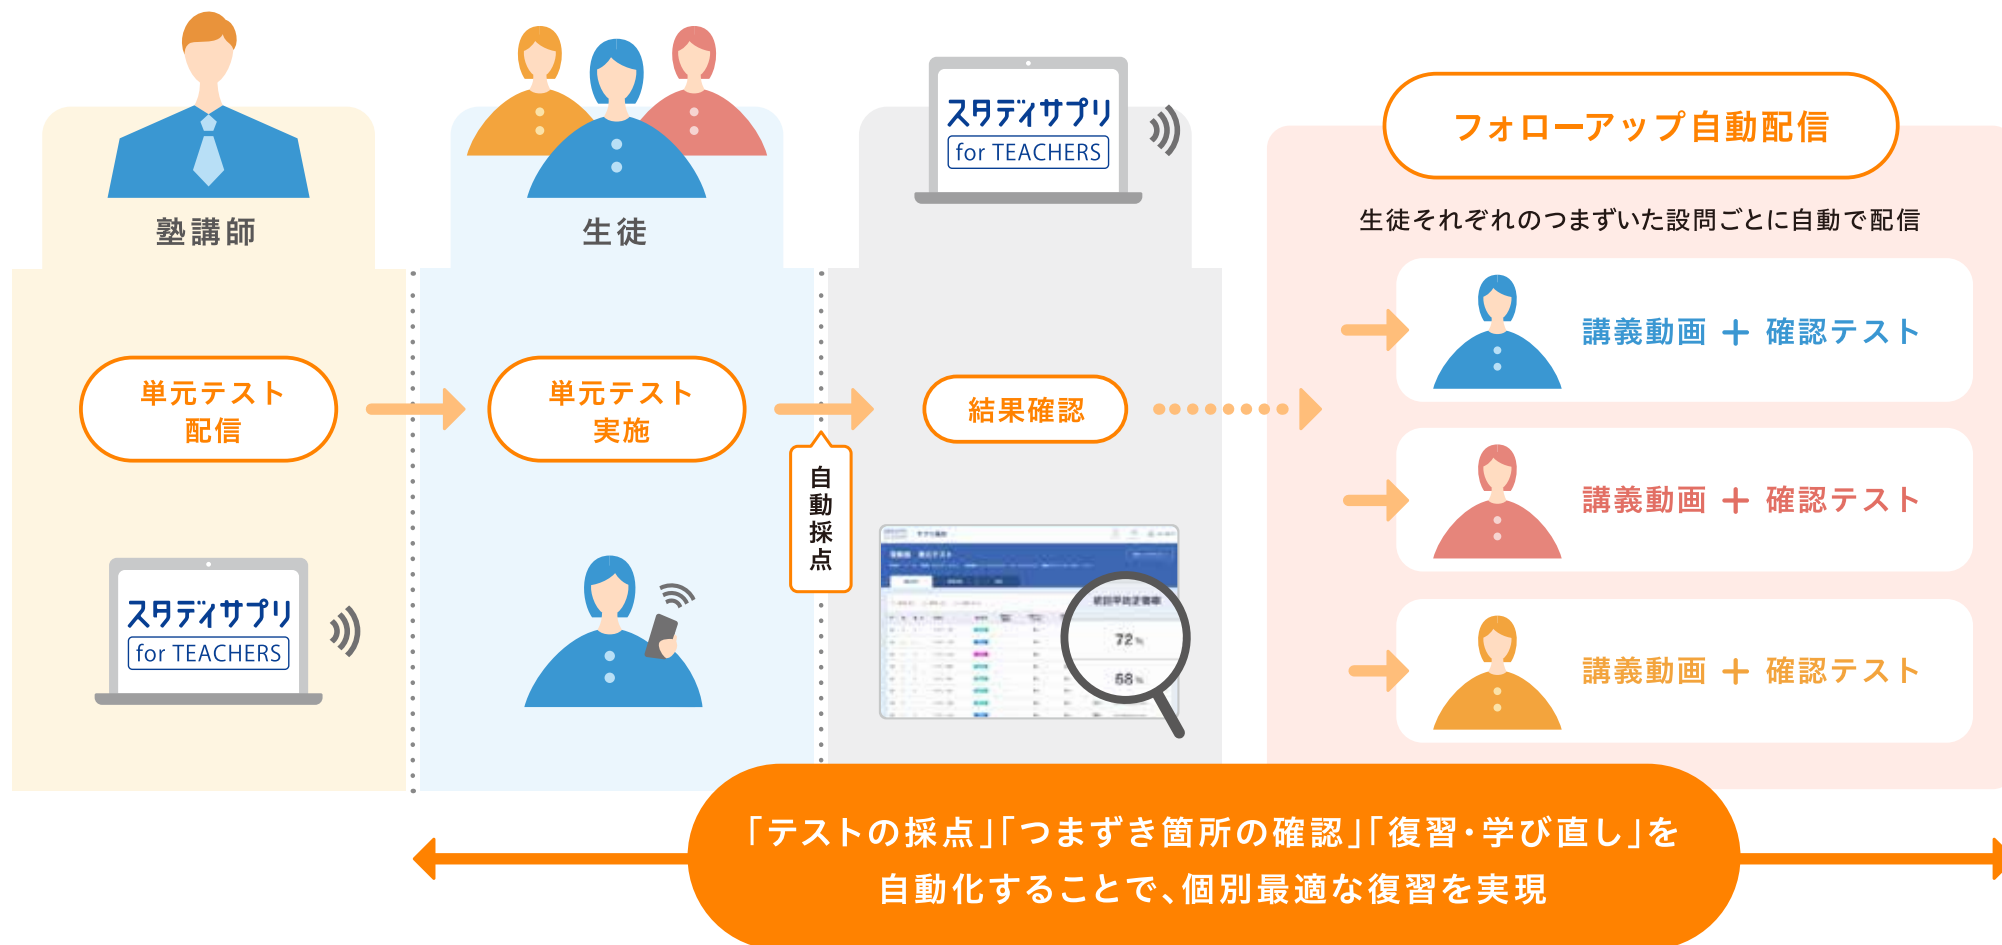 塾講師
単元テスト
配信
スタディサプリ
for TEACHERS
生徒
単元テスト
実施
自動採点
スタディサプリ
for TEACHERS
結果確認
単元テスト
72%
68%
フォローアップ自動配信
生徒それぞれのつまずいた設問ごとに自動で配信
講義動画 + 確認テスト
講義動画 + 確認テスト
講義動画 + 確認テスト
「テストの採点」「つまずき箇所の確認」「復習・学び直し」を
自動化することで、個別最適な復習を実現